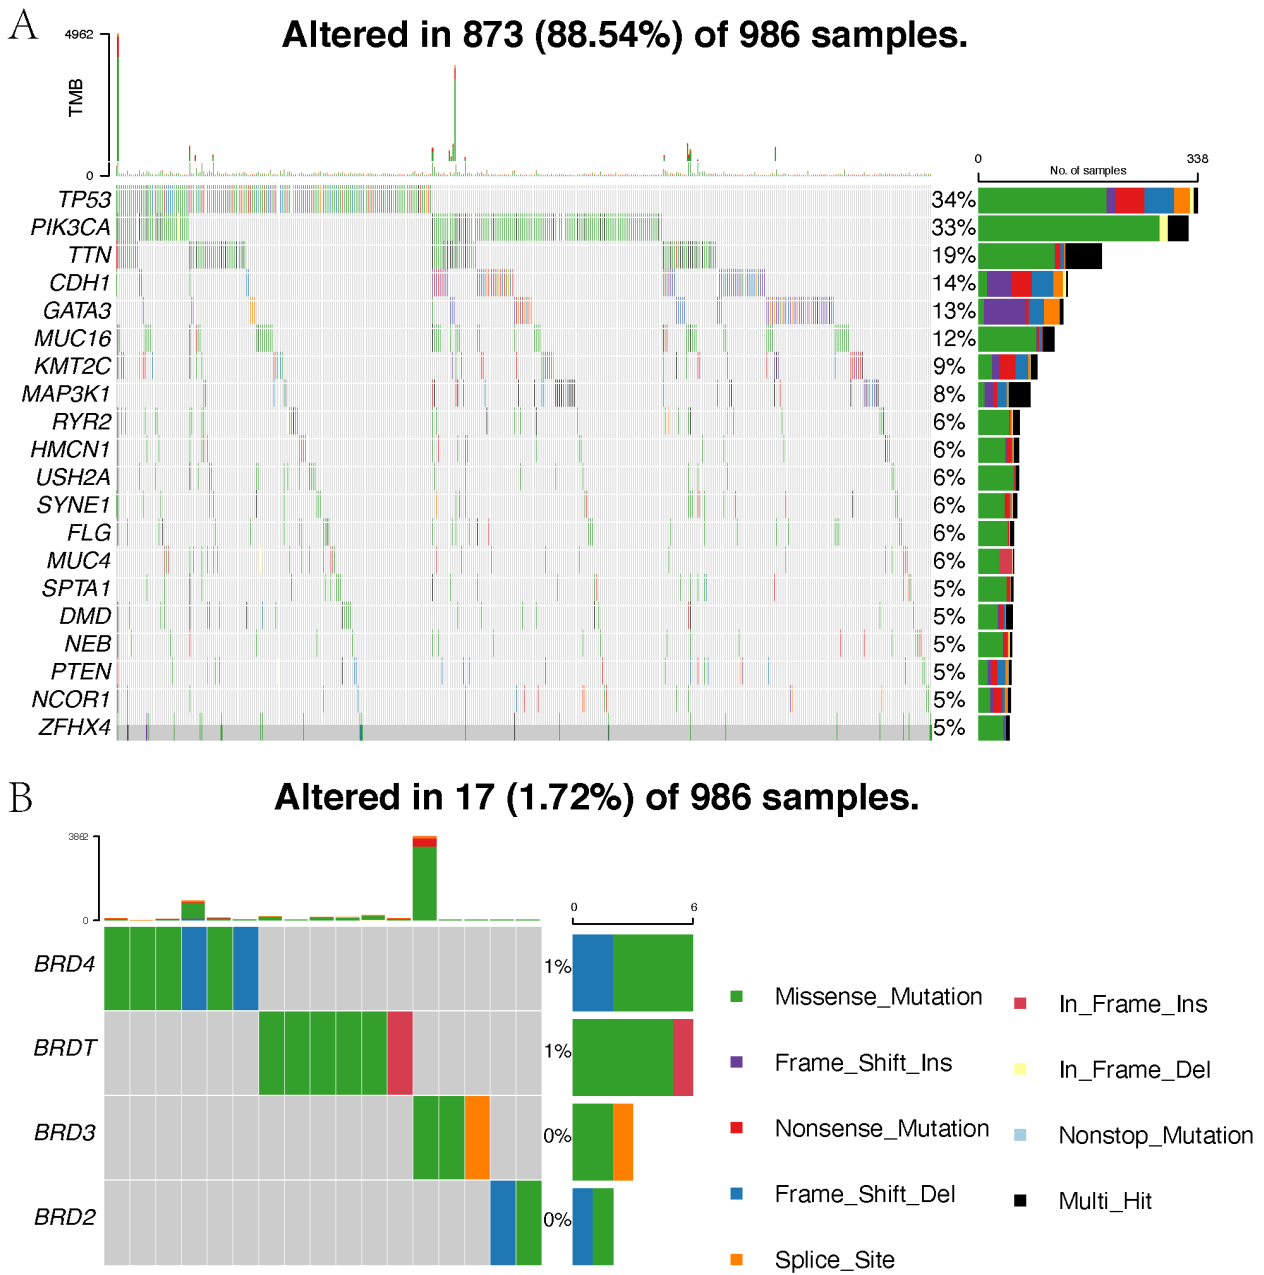 A
Altered in 873 (88.54%) of 986 samples.
4962
TMB
0
0
338
No. of samples
TP53
34%
PIK3CA
33%
TTN
19%
CDH1
14%
GATA3
13%
MUC16
12%
KMT2C
9%
MAP3K1
8%
RYR2
6%
HMCN1
6%
USH2A
6%
SYNE1
6%
FLG
6%
MUC4
6%
SPTA1
5%
DMD
5%
NEB
5%
PTEN
5%
NCOR1
5%
ZFHX4
5%
B
Altered in 17 (1.72%) of 986 samples.
3862
0
0
6
BRD4
1%
BRDT
1%
BRD3
0%
BRD2
0%
Missense_Mutation
Frame_Shift_Ins
Nonsense_Mutation
Frame_Shift_Del
Splice_Site
In_Frame_Ins
In_Frame_Del
Nonstop_Mutation
Multi_Hit